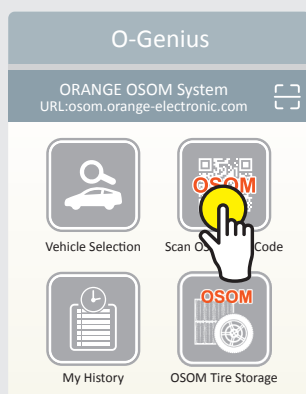 O-Genius
ORANGE OSOM System
URL:osom.orange-electronic.com
OSOM
Vehicle Selection
Scan Code
OSOM
My History
OSOM Tire Storage